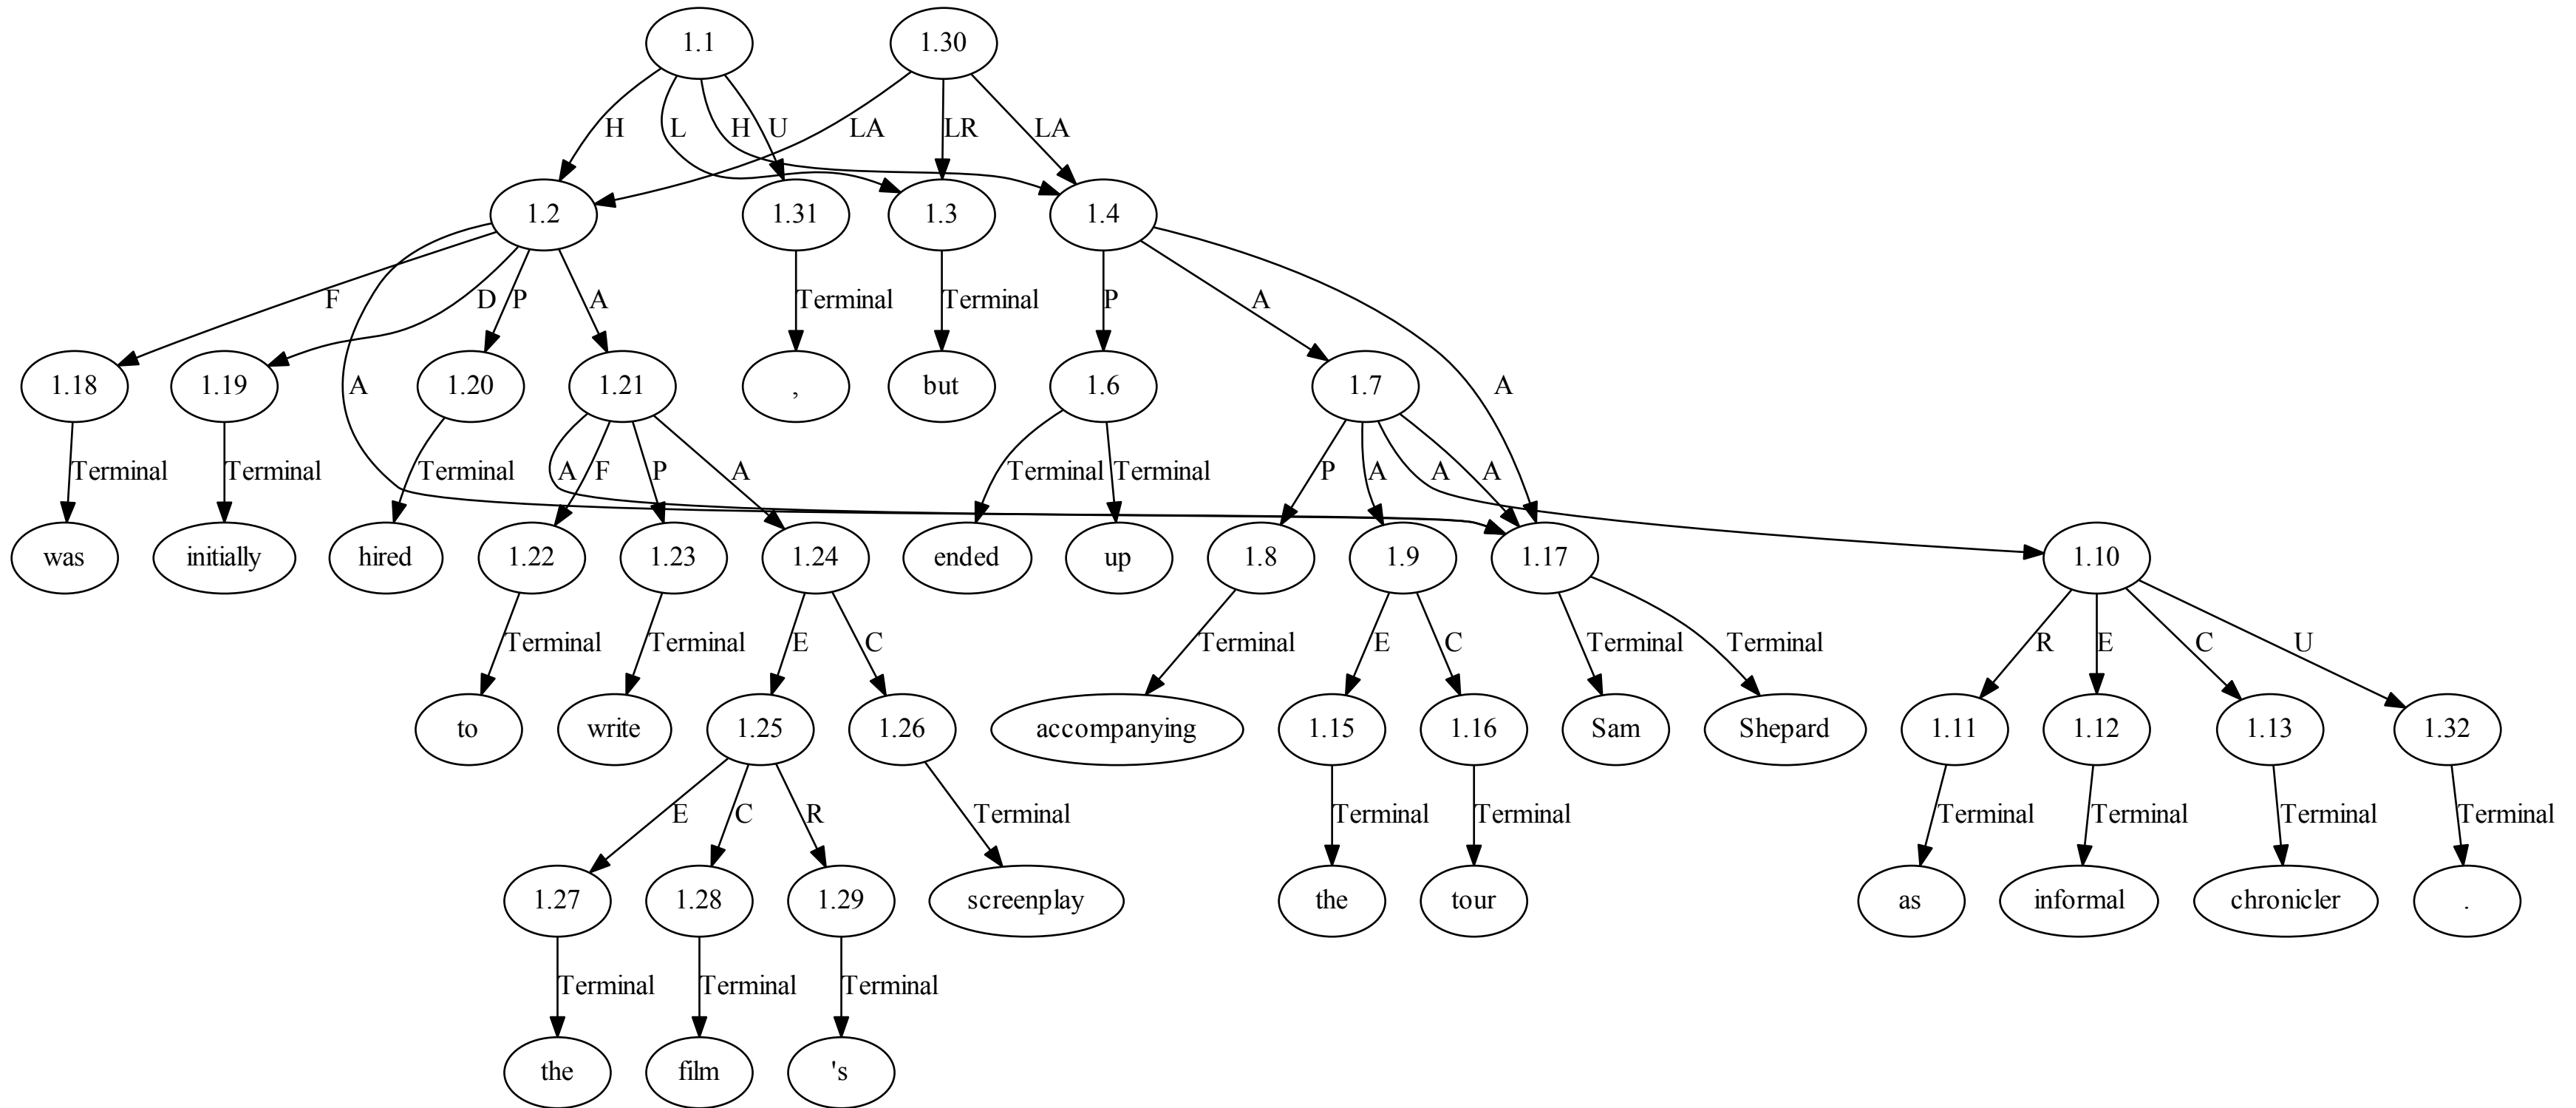 1.1 1.30
H L H U LA LR LA
1.2 1.31 1.3 1.4
F A D P A Terminal Terminal P A A
1.18 1.19 1.20 1.21 , but 1.6 1.7
Terminal Terminal Terminal A F P A Terminal Terminal P A A A
was initially hired 1.22 1.23 1.24 ended up 1.8 1.9 1.17 1.10
Terminal Terminal E C Terminal E C Terminal Terminal R E C U
to write 1.25 1.26 accompanying 1.15 1.16 Sam Shepard 1.11 1.12 1.13 1.32
E C R Terminal Terminal Terminal Terminal Terminal Terminal Terminal
1.27 1.28 1.29 screenplay the tour as informal chronicler .
Terminal Terminal Terminal
the film 's